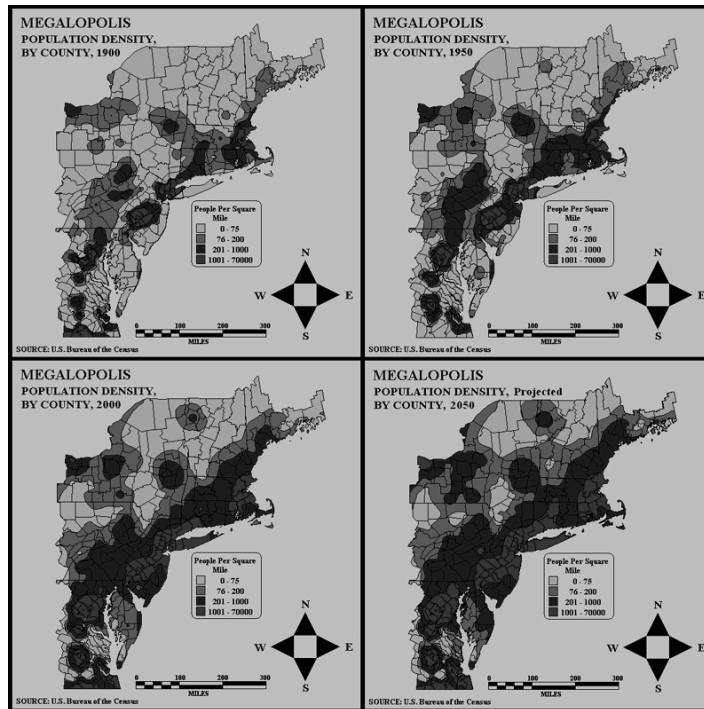 MEGALOPOLIS
POPULATION DENSITY,
BY COUNTY, 1900
People Per Square
Mile
0 - 75
76 - 200
201 - 1000
1001 - 70000
N
W E
S
0 100 200 300
MILES
SOURCE: U.S. Bureau of the Census
MEGALOPOLIS
POPULATION DENSITY,
BY COUNTY, 1950
People Per Square
Mile
0 - 75
76 - 200
201 - 1000
1001 - 70000
N
W E
S
0 100 200 300
MILES
SOURCE: U.S. Bureau of the Census
MEGALOPOLIS
POPULATION DENSITY,
BY COUNTY, 2000
People Per Square
Mile
0 - 75
76 - 200
201 - 1000
1001 - 70000
N
W E
S
0 100 200 300
MILES
SOURCE: U.S. Bureau of the Census
MEGALOPOLIS
POPULATION DENSITY, Projected
BY COUNTY, 2050
People Per Square
Mile
0 - 75
76 - 200
201 - 1000
1001 - 70000
N
W E
S
0 100 200 300
MILES
SOURCE: U.S. Bureau of the Census